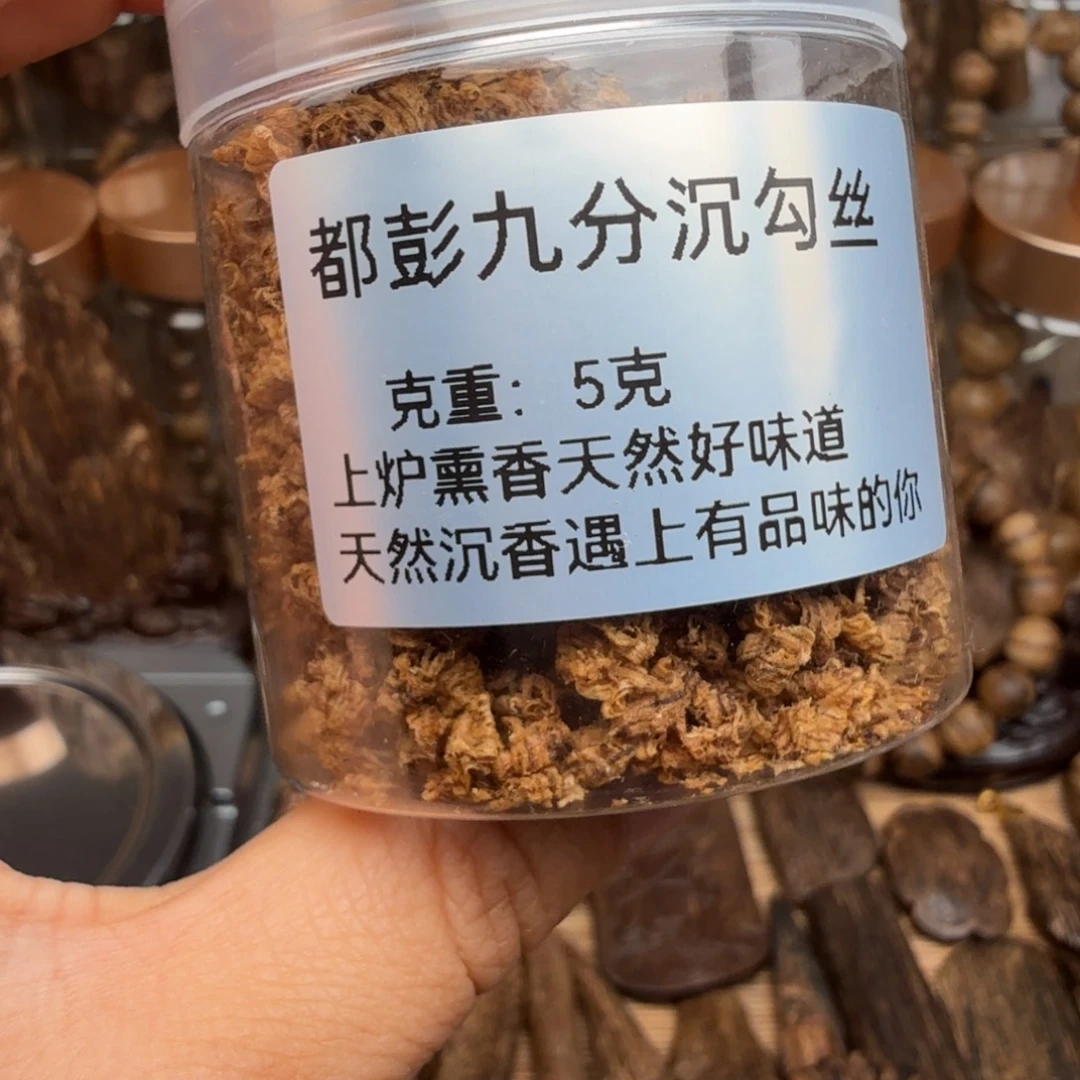 都彭九分沉勾丝
克重：5克
上炉熏香天然好味道
天然沉香遇上有品味的你